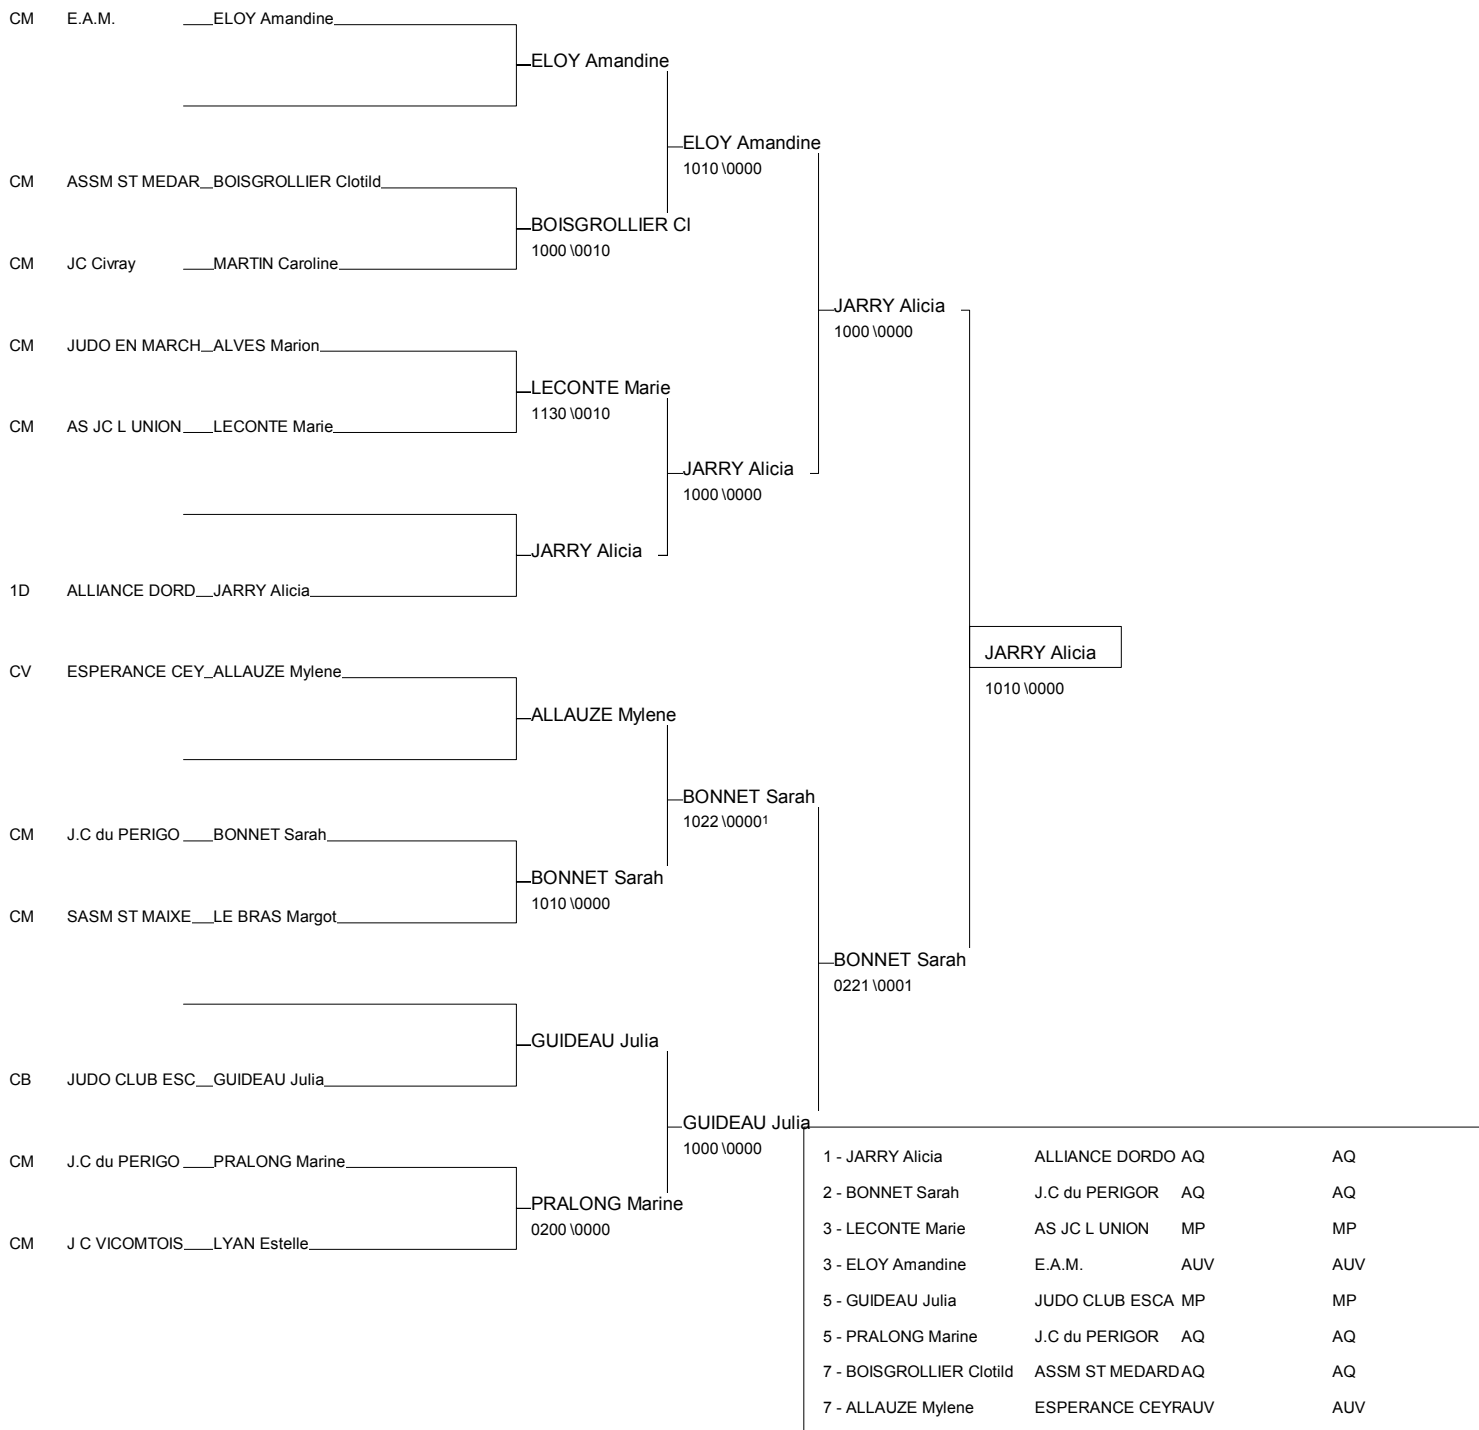 CM E.A.M. ELOY Amandine
ELOY Amandine
ELOY Amandine
1010 \0000
CM ASSM ST MEDAR BOISGROLLIER Clotild
BOISGROLLIER Cl
1000 \0010
CM JC Civray MARTIN Caroline
JARRY Alicia
1000 \0000
CM JUDO EN MARCH ALVES Marion
LECONTE Marie
1130 \0010
CM AS JC L UNION LECONTE Marie
JARRY Alicia
1000 \0000
JARRY Alicia
1D ALLIANCE DORD JARRY Alicia
JARRY Alicia
1010 \0000
CV ESPERANCE CEY ALLAUZE Mylene
ALLAUZE Mylene
BONNET Sarah
1022 \00001
CM J.C du PERIGO BONNET Sarah
BONNET Sarah
1010 \0000
CM SASM ST MAIXE LE BRAS Margot
BONNET Sarah
0221 \0001
GUIDEAU Julia
CB JUDO CLUB ESC GUIDEAU Julia
GUIDEAU Julia
1000 \0000
CM J.C du PERIGO PRALONG Marine
PRALONG Marine
0200 \0000
CM J C VICOMTOIS LYAN Estelle
1 - JARRY Alicia ALLIANCE DORDO AQ AQ
2 - BONNET Sarah J.C du PERIGOR AQ AQ
3 - LECONTE Marie AS JC L UNION MP MP
3 - ELOY Amandine E.A.M. AUV AUV
5 - GUIDEAU Julia JUDO CLUB ESCA MP MP
5 - PRALONG Marine J.C du PERIGOR AQ AQ
7 - BOISGROLLIER Clotild ASSM ST MEDARD AQ AQ
7 - ALLAUZE Mylene ESPERANCE CEYR AUV AUV